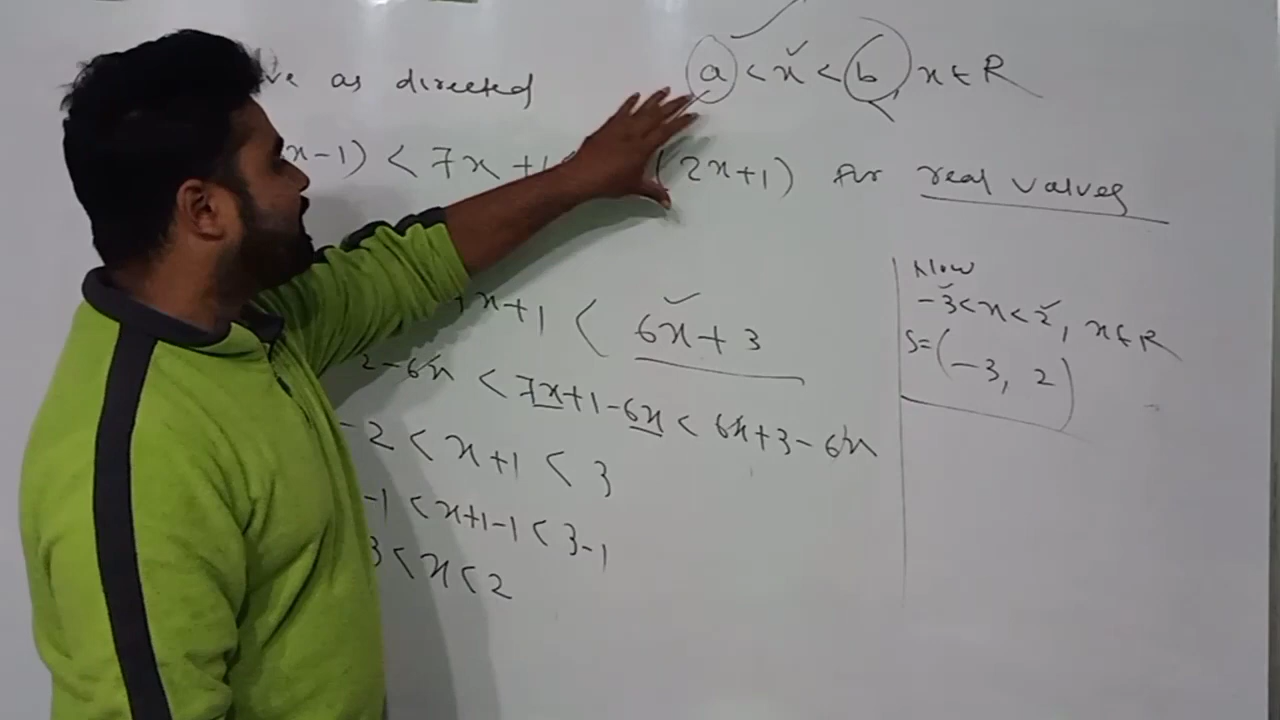 as directed
a < x < b x ∈ R
x-1) < 7x + 1 (2x+1) for real values
x+1 < 6x + 3
2-6x < 7x+1-6x < 6x+3-6x
-2 < x+1 < 3
-1 < x+1-1 < 3-1
3 < x < 2
Now
-3 < x < 2, x ∈ R
S = (-3, 2)